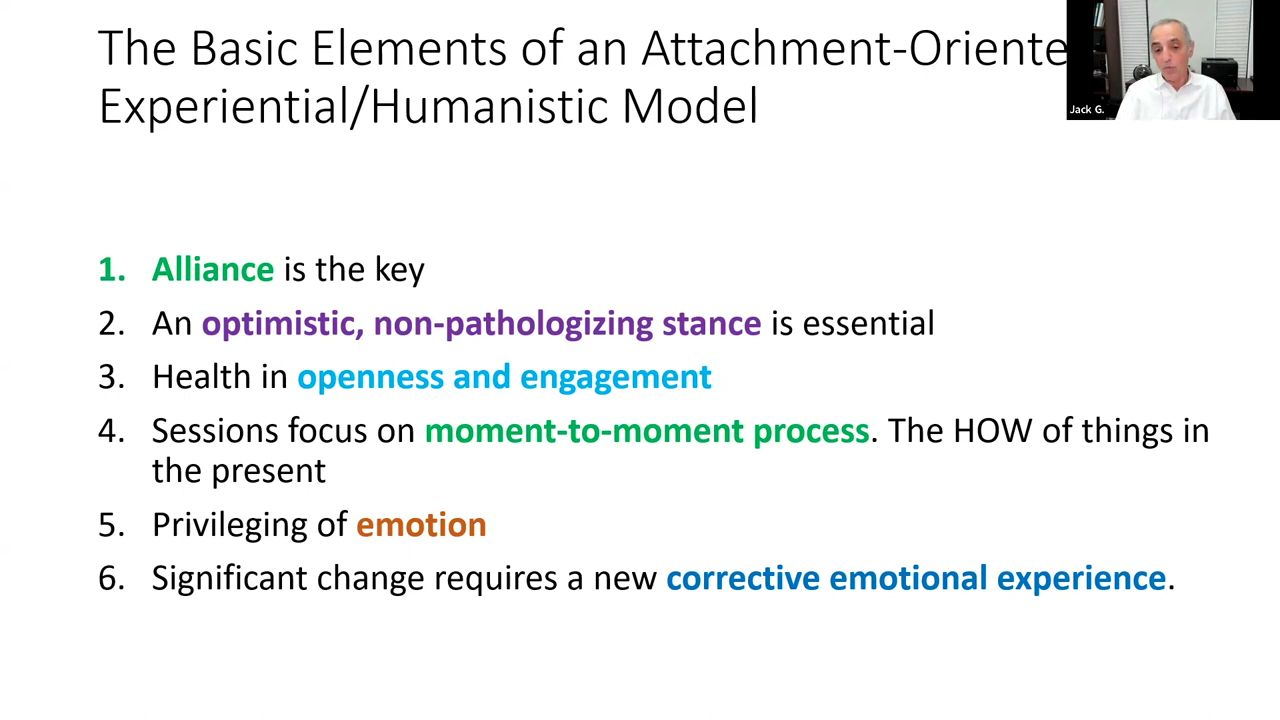 The Basic Elements of an Attachment-Oriente
Experiential/Humanistic Model
Jack G.
1. Alliance is the key
2. An optimistic, non-pathologizing stance is essential
3. Health in openness and engagement
4. Sessions focus on moment-to-moment process. The HOW of things in
the present
5. Privileging of emotion
6. Significant change requires a new corrective emotional experience.